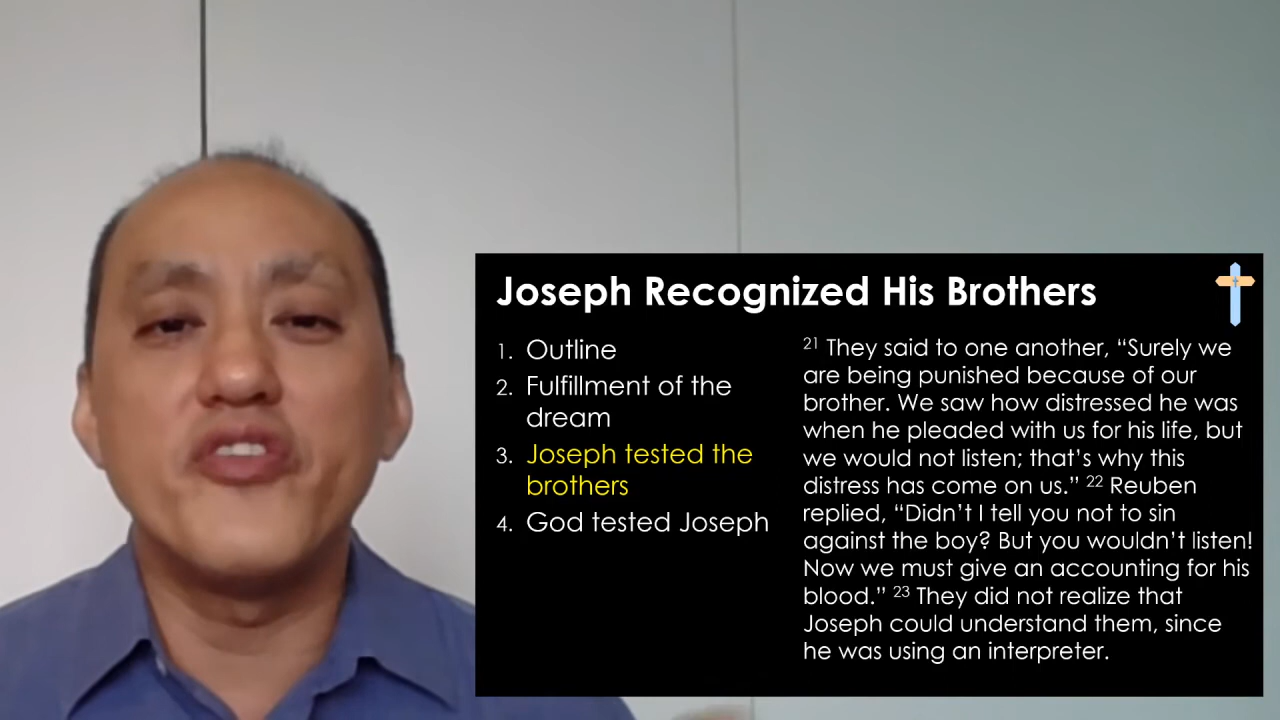 Joseph Recognized His Brothers
1. Outline
2. Fulfillment of the
dream
3. Joseph tested the
brothers
4. God tested Joseph
21 They said to one another, “Surely we
are being punished because of our
brother. We saw how distressed he was
when he pleaded with us for his life, but
we would not listen; that’s why this
distress has come on us.” 22 Reuben
replied, “Didn’t I tell you not to sin
against the boy? But you wouldn’t listen!
Now we must give an accounting for his
blood.” 23 They did not realize that
Joseph could understand them, since
he was using an interpreter.